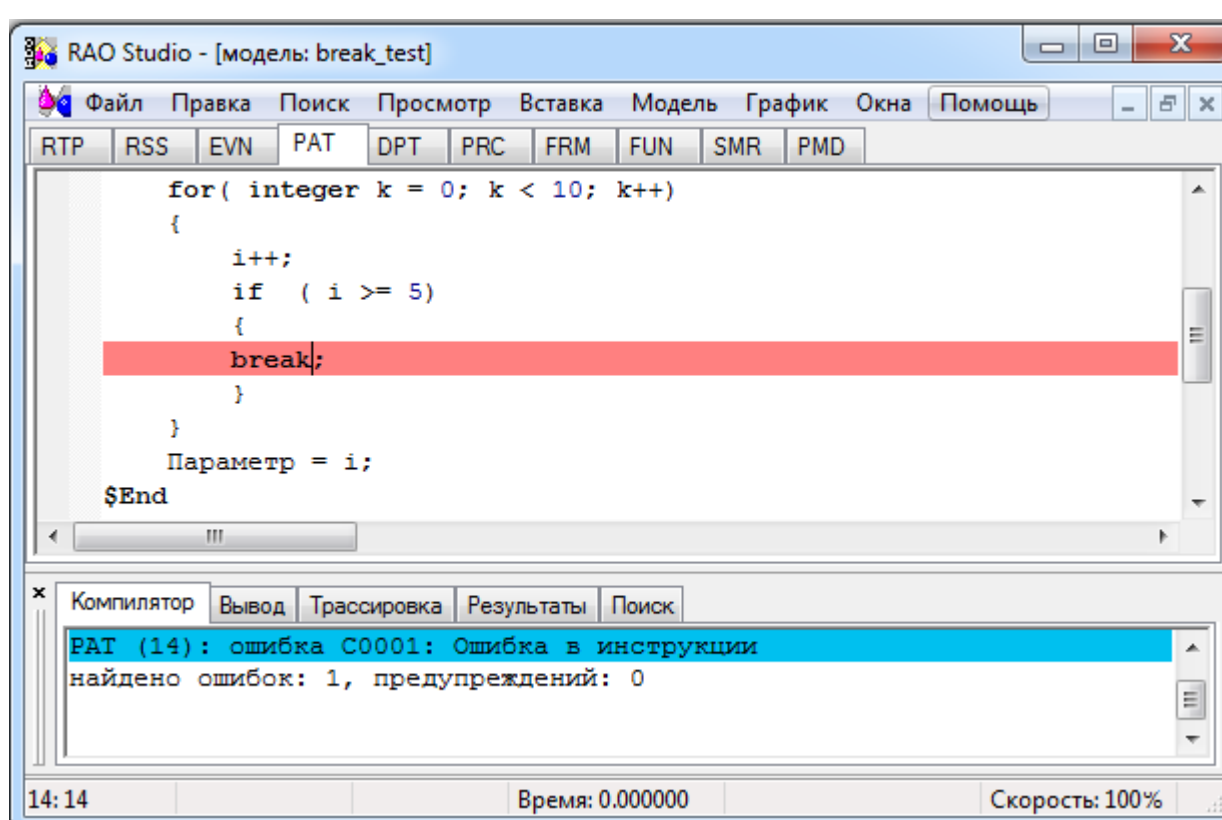 RAO Studio - [модель: break_test]
Файл Правка Поиск Просмотр Вставка Модель График Окна Помощь
RTP RSS EVN PAT DPT PRC FRM FUN SMR PMD
for( integer k = 0; k < 10; k++)
{
i++;
if ( i >= 5)
{
break;
}
}
Параметр = i;
$End
Компилятор Вывод Трассировка Результаты Поиск
PAT (14): ошибка C0001: Ошибка в инструкции
найдено ошибок: 1, предупреждений: 0
14: 14 Время: 0.000000 Скорость: 100%